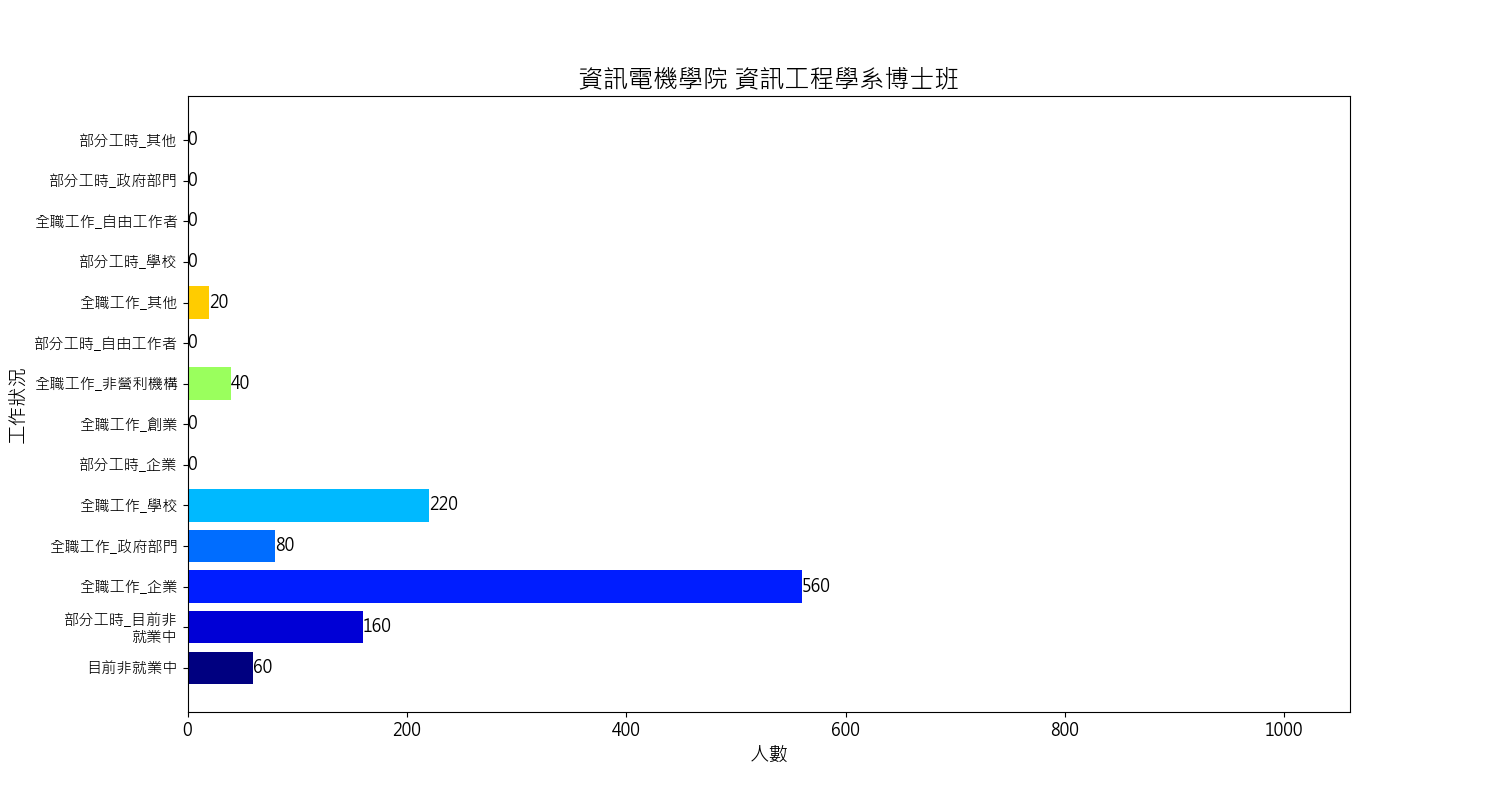 資訊電機學院 資訊工程學系博士班
工作狀況
部分工時_其他 0
部分工時_政府部門 0
全職工作_自由工作者 0
部分工時_學校 0
全職工作_其他 20
部分工時_自由工作者 0
全職工作_非營利機構 40
全職工作_創業 0
部分工時_企業 0
全職工作_學校 220
全職工作_政府部門 80
全職工作_企業 560
部分工時_目前非
就業中 160
目前非就業中 60
0 200 400 600 800 1000
人數